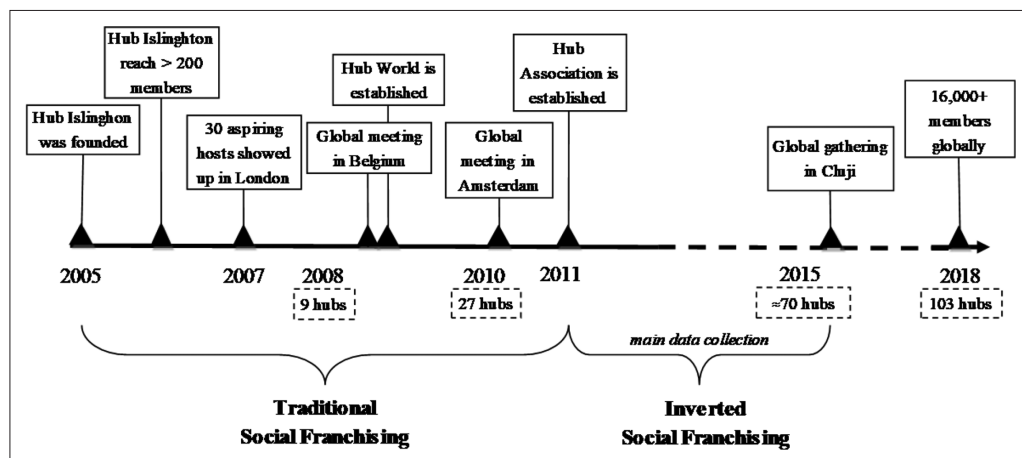 Hub Islinghton
reach > 200
members
Hub Islinghon
was founded
30 aspiring
hosts showed
up in London
Hub World is
established
Global meeting
in Belgium
Global
meeting in
Amsterdam
Hub
Association is
established
Global gathering
in Cluji
16,000+
members
globally
2005
2007
2008
2010
2011
2015
2018
9 hubs
27 hubs
≈70 hubs
103 hubs
main data collection
Traditional
Social Franchising
Inverted
Social Franchising